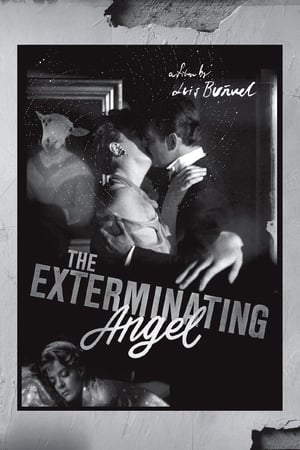 a film by
Luis Buñuel
THE
EXTERMINATING
Angel